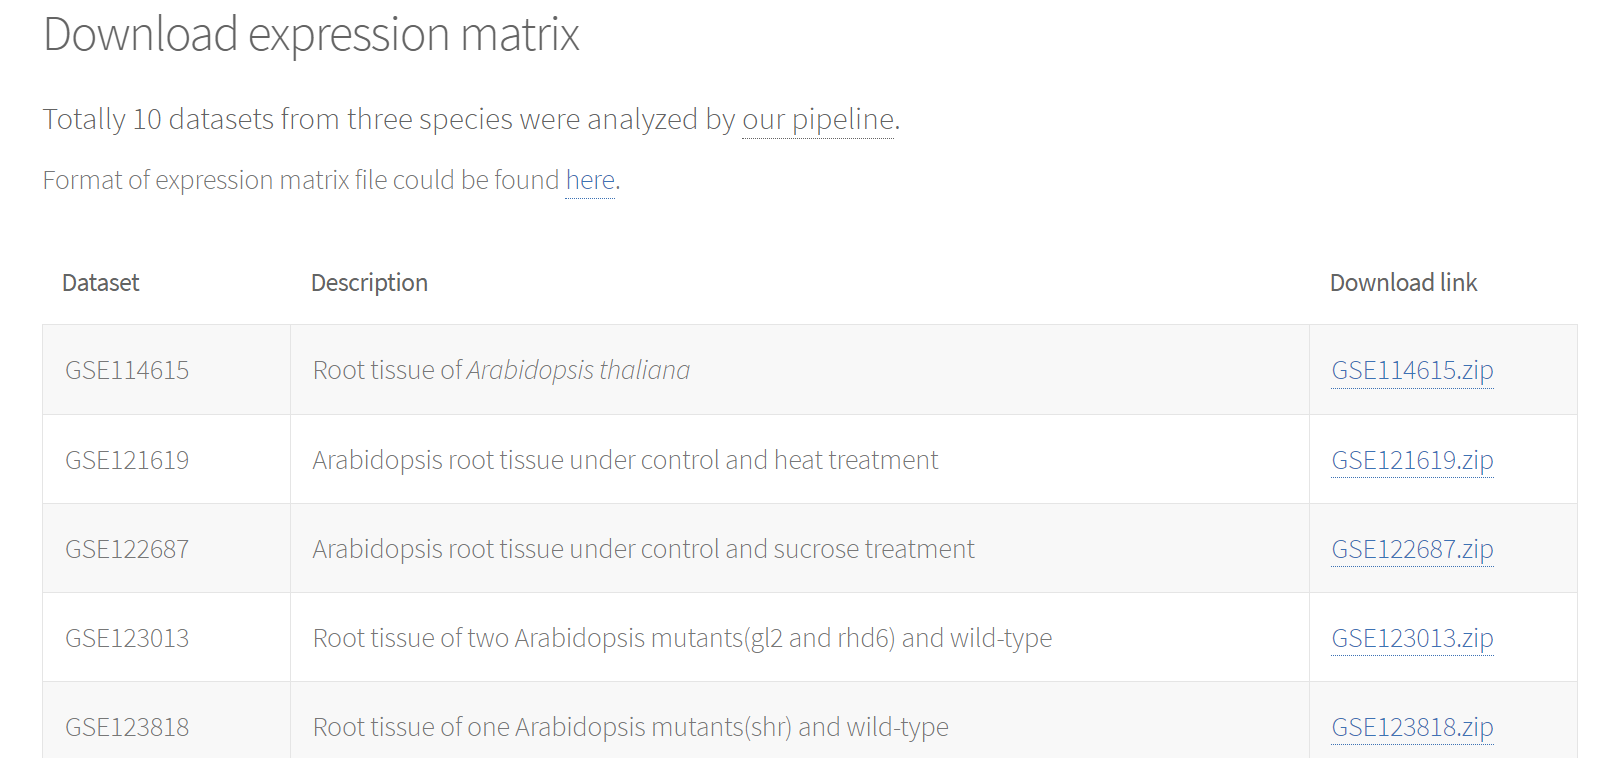 Download expression matrix
Totally 10 datasets from three species were analyzed by our pipeline.
Format of expression matrix file could be found here.
Dataset Description Download link
GSE114615 Root tissue of Arabidopsis thaliana GSE114615.zip
GSE121619 Arabidopsis root tissue under control and heat treatment GSE121619.zip
GSE122687 Arabidopsis root tissue under control and sucrose treatment GSE122687.zip
GSE123013 Root tissue of two Arabidopsis mutants(gl2 and rhd6) and wild-type GSE123013.zip
GSE123818 Root tissue of one Arabidopsis mutants(shr) and wild-type GSE123818.zip